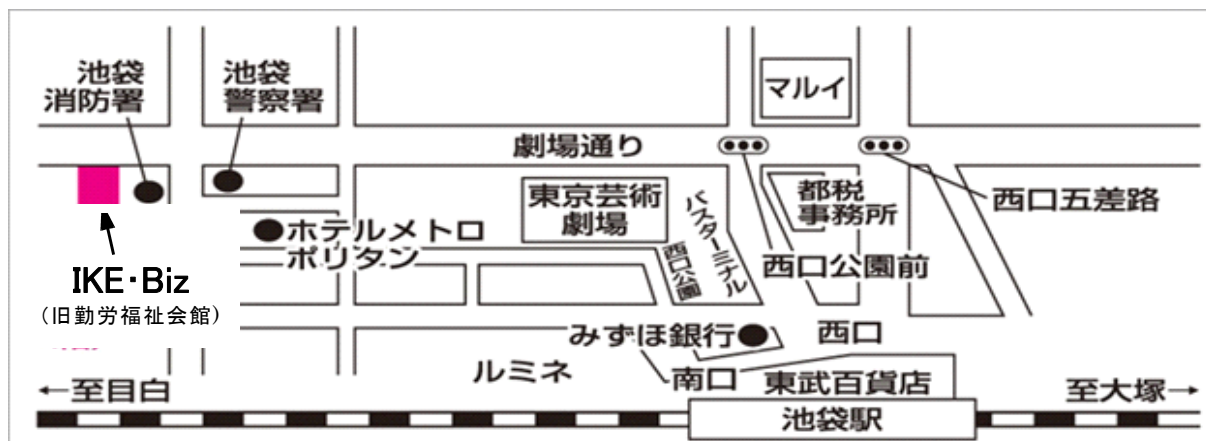 池袋
消防署
池袋
警察署
マルイ
劇場通り
東京芸術
劇場
バスターミナル
西口公園
都税
事務所
西口五差路
西口公園前
ホテルメトロ
ポリタン
IKE・Biz
(旧勤労福祉会館)
みずほ銀行
西口
ルミネ
南口
東武百貨店
←至目白
至大塚→
池袋駅